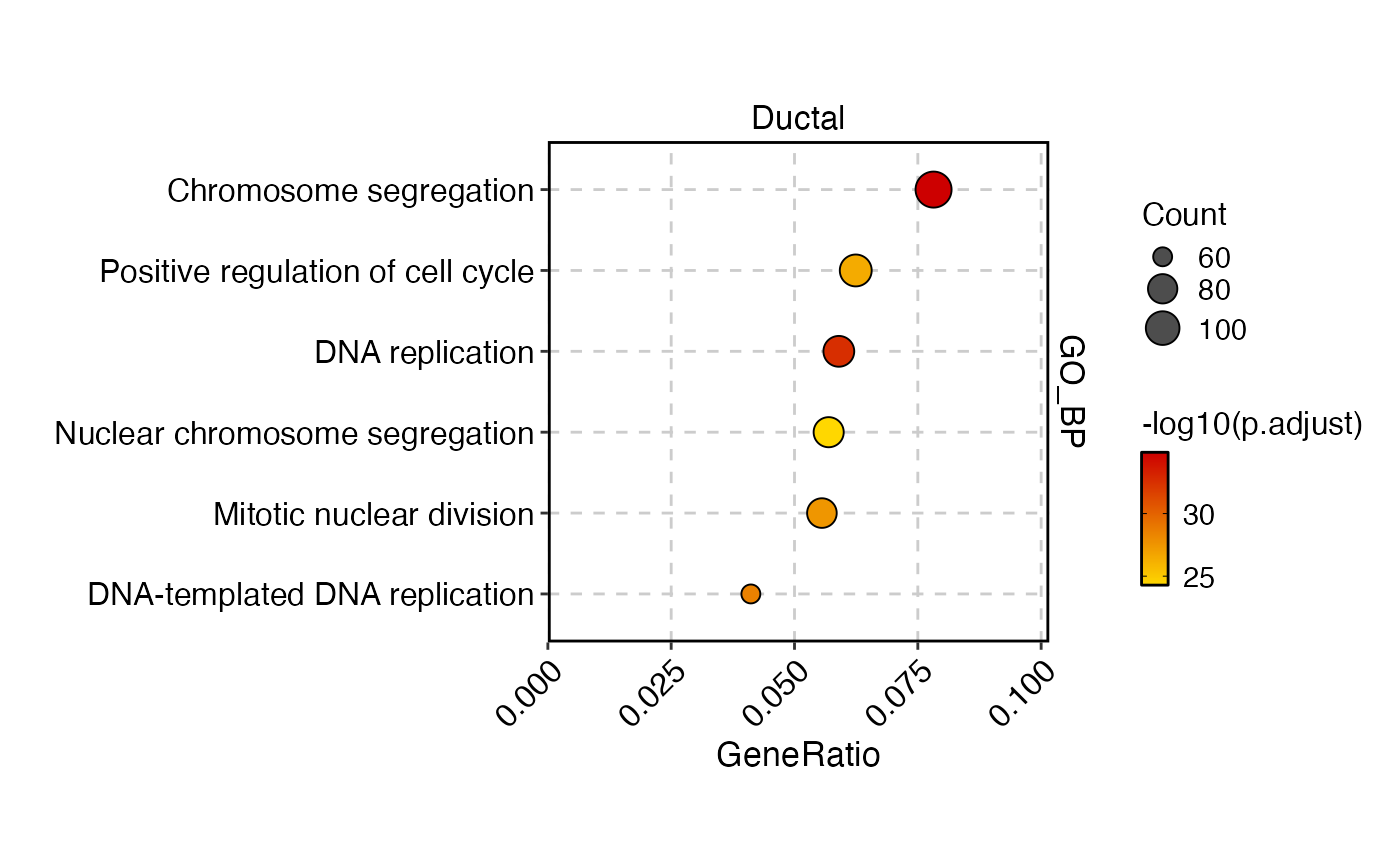 Ductal
Chromosome segregation
Positive regulation of cell cycle
DNA replication
Nuclear chromosome segregation
Mitotic nuclear division
DNA-templated DNA replication
0.000
0.025
0.050
0.075
0.100
GeneRatio
GO_BP
Count
60
80
100
-log10(p.adjust)
30
25